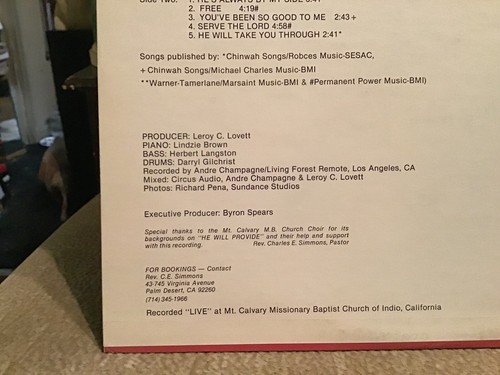 1. HE'S ALWAYS BY MY SIDE
2. FREE 4:19#
3. YOU'VE BEEN SO GOOD TO ME 2:43+
4. SERVE THE LORD 4:58#
5. HE WILL TAKE YOU THROUGH 2:41*
Songs published by: *Chinwah Songs/Robces Music-SESAC,
+ Chinwah Songs/Michael Charles Music-BMI
**Warner-Tamerlane/Marsaint Music-BMI & #Permanent Power Music-BMI)
PRODUCER: Leroy C. Lovett
PIANO: Lindzie Brown
BASS: Herbert Langston
DRUMS: Darryl Gilchrist
Recorded by Andre Champagne/Living Forest Remote, Los Angeles, CA
Mixed: Circus Audio, Andre Champagne & Leroy C. Lovett
Photos: Richard Pena, Sundance Studios
Executive Producer: Byron Spears
Special thanks to the Mt. Calvary M.B. Church Choir for its
backgrounds on "HE WILL PROVIDE" and their help and support
with this recording. Rev. Charles E. Simmons, Pastor
FOR BOOKINGS — Contact
Rev. C.E. Simmons
43-745 Virginia Avenue
Palm Desert, CA 92260
(714) 345-1966
Recorded "LIVE" at Mt. Calvary Missionary Baptist Church of Indio, California